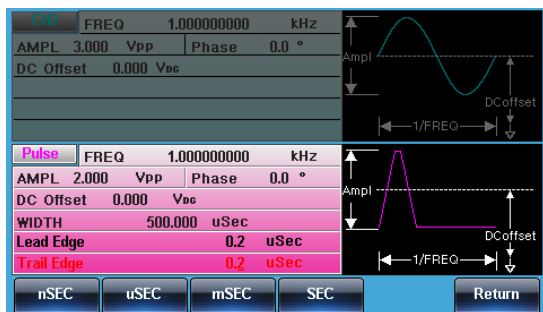 CH2 FREQ 1.000000000 kHz
AMPL 3.000 Vpp Phase 0.0 °
DC Offset 0.000 VDC
Ampl
DCoffset
1/FREQ
Pulse FREQ 1.000000000 kHz
AMPL 2.000 Vpp Phase 0.0 °
DC Offset 0.000 VDC
WIDTH 500.000 uSec
Lead Edge 0.2 uSec
Trail Edge 0.2 uSec
Ampl
DCoffset
1/FREQ
nSEC uSEC mSEC SEC Return